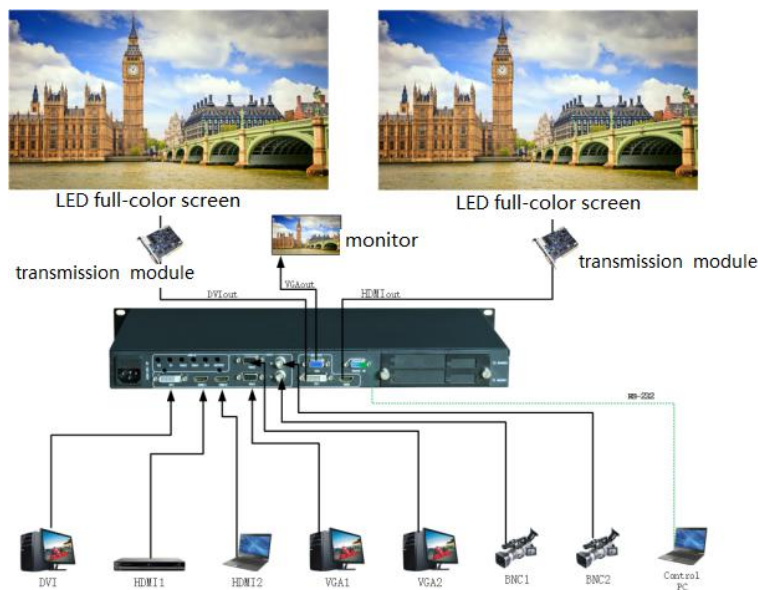 LED full-color screen
LED full-color screen
monitor
transmission module
transmission module
VGAout
DVIout
HDMIout
RS-232
DVI
HDMI1
HDMI2
VGA1
VGA2
BNC1
BNC2
Control
PC